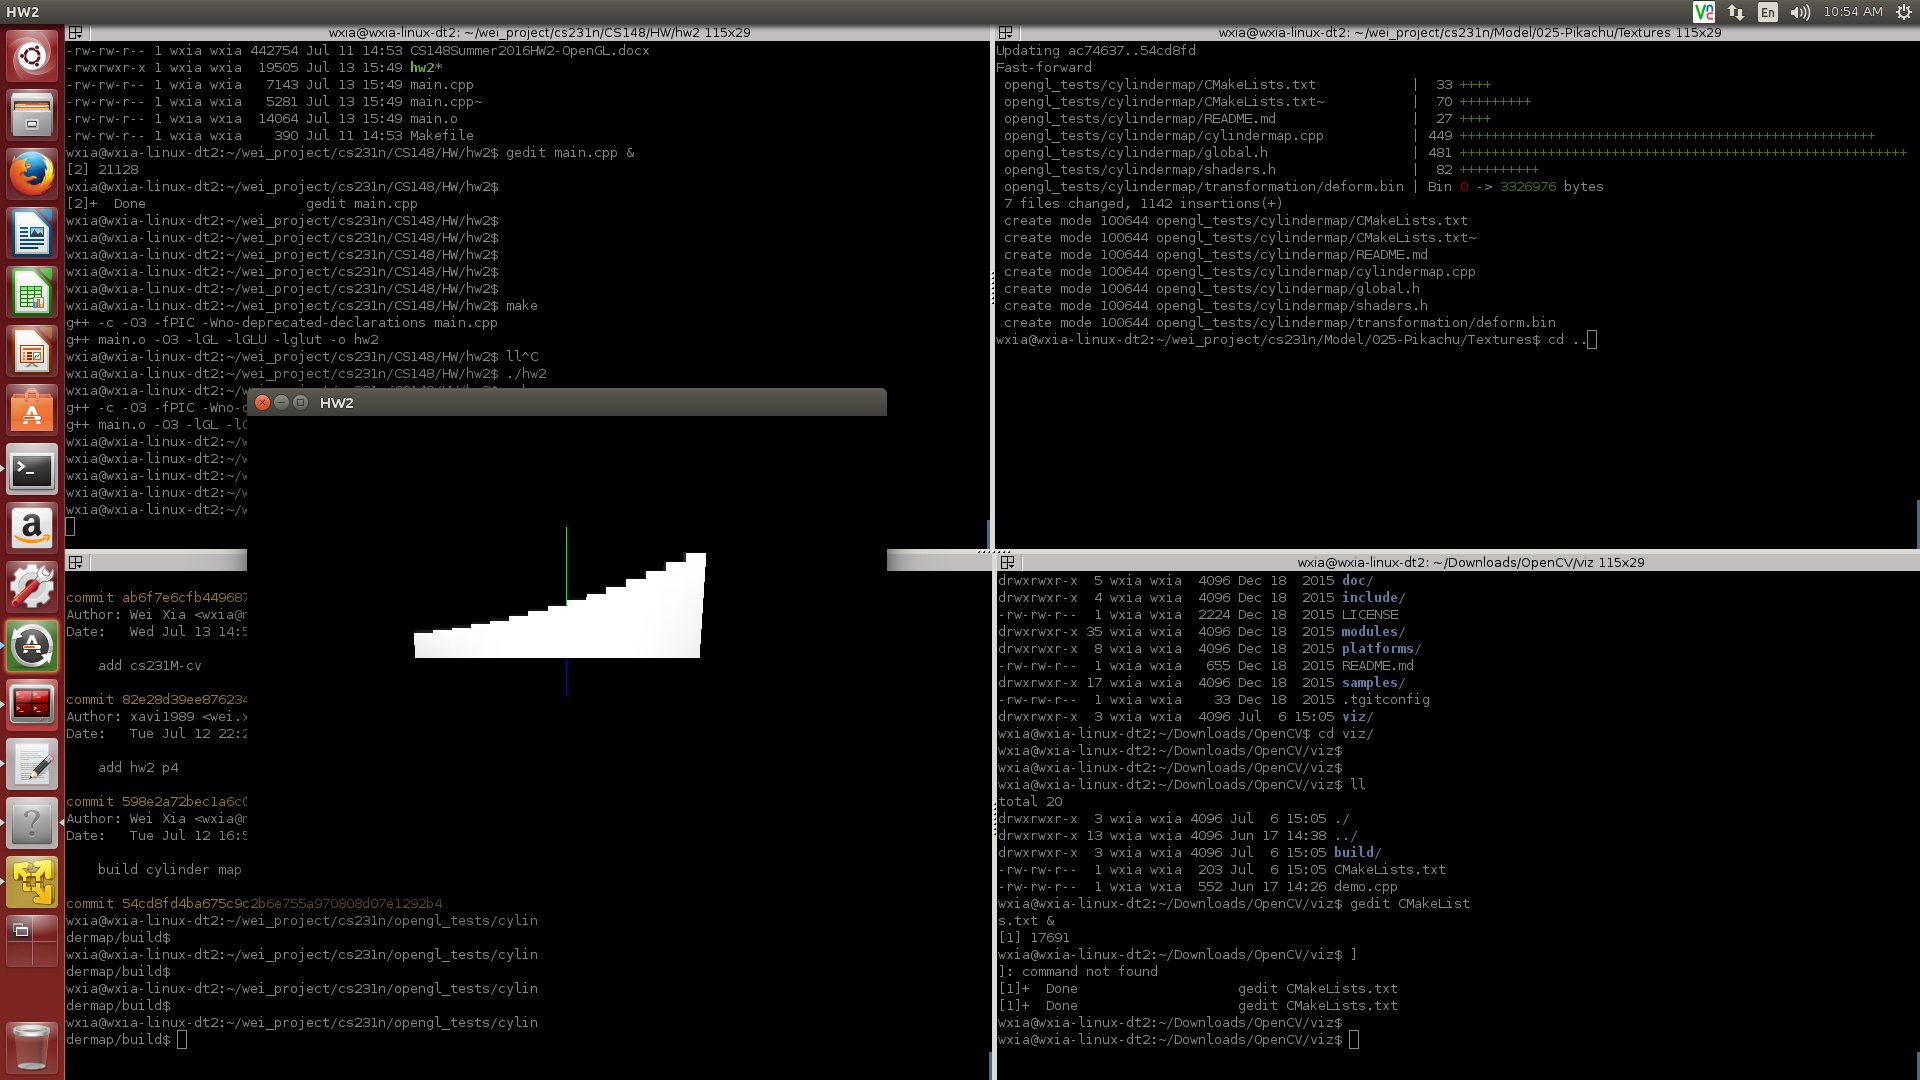 HW2
En
10:54 AM
wxia@wxia-linux-dt2: ~/wei_project/cs231n/CS148/HW/hw2 115x29
-rw-rw-r-- 1 wxia wxia 442754 Jul 11 14:53 CS148Summer2016HW2-OpenGL.docx
-rwxrwxr-x 1 wxia wxia  19505 Jul 13 15:49 hw2*
-rw-rw-r-- 1 wxia wxia   7143 Jul 13 15:49 main.cpp
-rw-rw-r-- 1 wxia wxia   5281 Jul 13 15:49 main.cpp~
-rw-rw-r-- 1 wxia wxia  14064 Jul 13 15:49 main.o
-rw-rw-r-- 1 wxia wxia    390 Jul 11 14:53 Makefile
wxia@wxia-linux-dt2:~/wei_project/cs231n/CS148/HW/hw2$ gedit main.cpp &
[2] 21128
wxia@wxia-linux-dt2:~/wei_project/cs231n/CS148/HW/hw2$
[2]+  Done                    gedit main.cpp
wxia@wxia-linux-dt2:~/wei_project/cs231n/CS148/HW/hw2$
wxia@wxia-linux-dt2:~/wei_project/cs231n/CS148/HW/hw2$
wxia@wxia-linux-dt2:~/wei_project/cs231n/CS148/HW/hw2$
wxia@wxia-linux-dt2:~/wei_project/cs231n/CS148/HW/hw2$
wxia@wxia-linux-dt2:~/wei_project/cs231n/CS148/HW/hw2$
wxia@wxia-linux-dt2:~/wei_project/cs231n/CS148/HW/hw2$ make
g++ -c -O3 -fPIC -Wno-deprecated-declarations main.cpp
g++ main.o -O3 -lGL -lGLU -lglut -o hw2
wxia@wxia-linux-dt2:~/wei_project/cs231n/CS148/HW/hw2$ ll^C
wxia@wxia-linux-dt2:~/wei_project/cs231n/CS148/HW/hw2$ ./hw2
g++ -c -O3 -fPIC -Wno-
g++ main.o -O3 -lGL
wxia@wxia-linux-dt2:~/w
wxia@wxia-linux-dt2:~/w
wxia@wxia-linux-dt2:~/w
wxia@wxia-linux-dt2:~/w
wxia@wxia-linux-dt2:~/w
HW2
wxia@wxia-linux-dt2: ~/wei_project/cs231n/Model/025-Pikachu/Textures 115x29
Updating ac74637..54cd8fd
Fast-forward
 opengl_tests/cylindermap/CMakeLists.txt            |   33 ++++
 opengl_tests/cylindermap/CMakeLists.txt~           |   70 +++++++++
 opengl_tests/cylindermap/README.md                 |   27 ++++
 opengl_tests/cylindermap/cylindermap.cpp           |  449 ++++++++++++++++++++++++++++++++++++++++++++++++++++
 opengl_tests/cylindermap/global.h                  |  481 ++++++++++++++++++++++++++++++++++++++++++++++++++++++++
 opengl_tests/cylindermap/shaders.h                 |   82 ++++++++++
 opengl_tests/cylindermap/transformation/deform.bin |  Bin 0 -> 3326976 bytes
 7 files changed, 1142 insertions(+)
 create mode 100644 opengl_tests/cylindermap/CMakeLists.txt
 create mode 100644 opengl_tests/cylindermap/CMakeLists.txt~
 create mode 100644 opengl_tests/cylindermap/README.md
 create mode 100644 opengl_tests/cylindermap/cylindermap.cpp
 create mode 100644 opengl_tests/cylindermap/global.h
 create mode 100644 opengl_tests/cylindermap/shaders.h
 create mode 100644 opengl_tests/cylindermap/transformation/deform.bin
wxia@wxia-linux-dt2:~/wei_project/cs231n/Model/025-Pikachu/Textures$ cd ..
commit ab6f7e6cfb449687
Author: Wei Xia <wxia@
Date:   Wed Jul 13 14:5
    add cs231M-cv
commit 82e28d39ee876234
Author: xavi1989 <wei.x
Date:   Tue Jul 12 22:2
    add hw2 p4
commit 598e2a72bec1a6c
Author: Wei Xia <wxia@
Date:   Tue Jul 12 16:5
    build cylinder map
commit 54cd8fd4ba675c9c2b6e755a970808d07e1292b4
wxia@wxia-linux-dt2:~/wei_project/cs231n/opengl_tests/cylin
dermap/build$
wxia@wxia-linux-dt2:~/wei_project/cs231n/opengl_tests/cylin
dermap/build$
wxia@wxia-linux-dt2:~/wei_project/cs231n/opengl_tests/cylin
dermap/build$
wxia@wxia-linux-dt2:~/wei_project/cs231n/opengl_tests/cylin
dermap/build$
wxia@wxia-linux-dt2: ~/Downloads/OpenCV/viz 115x29
drwxrwxr-x  5 wxia wxia  4096 Dec 18  2015 doc/
drwxrwxr-x  4 wxia wxia  4096 Dec 18  2015 include/
-rw-rw-r--  1 wxia wxia  2224 Dec 18  2015 LICENSE
drwxrwxr-x 35 wxia wxia  4096 Dec 18  2015 modules/
drwxrwxr-x  8 wxia wxia  4096 Dec 18  2015 platforms/
-rw-rw-r--  1 wxia wxia   655 Dec 18  2015 README.md
drwxrwxr-x 17 wxia wxia  4096 Dec 18  2015 samples/
-rw-rw-r--  1 wxia wxia    33 Dec 18  2015 .tgitconfig
drwxrwxr-x  3 wxia wxia  4096 Jul  6 15:05 viz/
wxia@wxia-linux-dt2:~/Downloads/OpenCV$ cd viz/
wxia@wxia-linux-dt2:~/Downloads/OpenCV/viz$
wxia@wxia-linux-dt2:~/Downloads/OpenCV/viz$
wxia@wxia-linux-dt2:~/Downloads/OpenCV/viz$ ll
total 20
drwxrwxr-x  3 wxia wxia 4096 Jul  6 15:05 ./
drwxrwxr-x 13 wxia wxia 4096 Jun 17 14:38 ../
drwxrwxr-x  3 wxia wxia 4096 Jul  6 15:05 build/
-rw-rw-r--  1 wxia wxia  203 Jul  6 15:05 CMakeLists.txt
-rw-rw-r--  1 wxia wxia  552 Jun 17 14:26 demo.cpp
wxia@wxia-linux-dt2:~/Downloads/OpenCV/viz$ gedit CMakeList
s.txt &
[1] 17691
wxia@wxia-linux-dt2:~/Downloads/OpenCV/viz$ ]
]: command not found
[1]+  Done                    gedit CMakeLists.txt
[1]+  Done                    gedit CMakeLists.txt
wxia@wxia-linux-dt2:~/Downloads/OpenCV/viz$
wxia@wxia-linux-dt2:~/Downloads/OpenCV/viz$